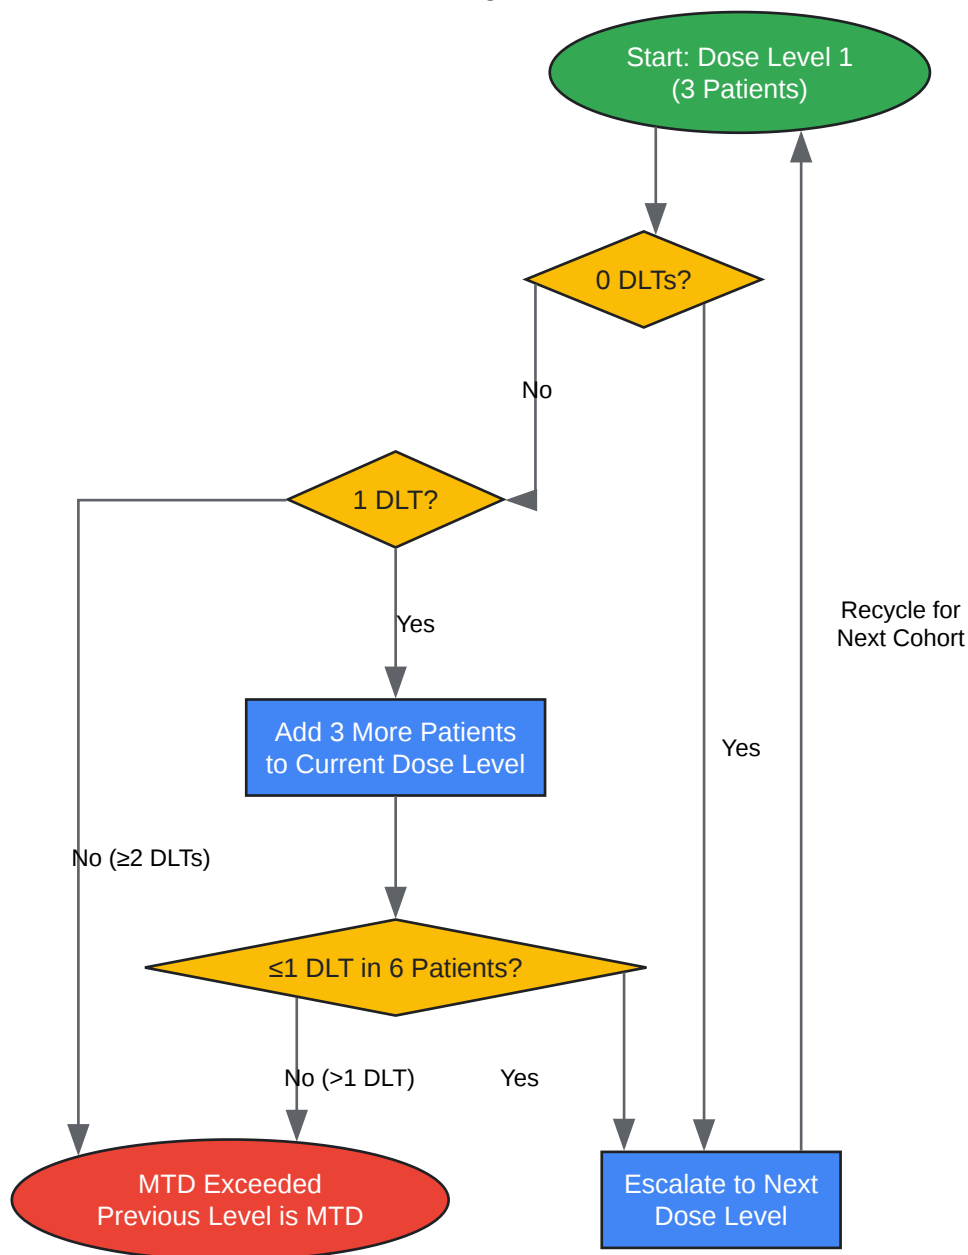 Start: Dose Level 1
(3 Patients)
0 DLTs?
No
1 DLT?
Yes
Recycle for
Next Cohort
Add 3 More Patients
to Current Dose Level
Yes
No (≥2 DLTs)
≤1 DLT in 6 Patients?
No (>1 DLT)
Yes
MTD Exceeded
Previous Level is MTD
Escalate to Next
Dose Level